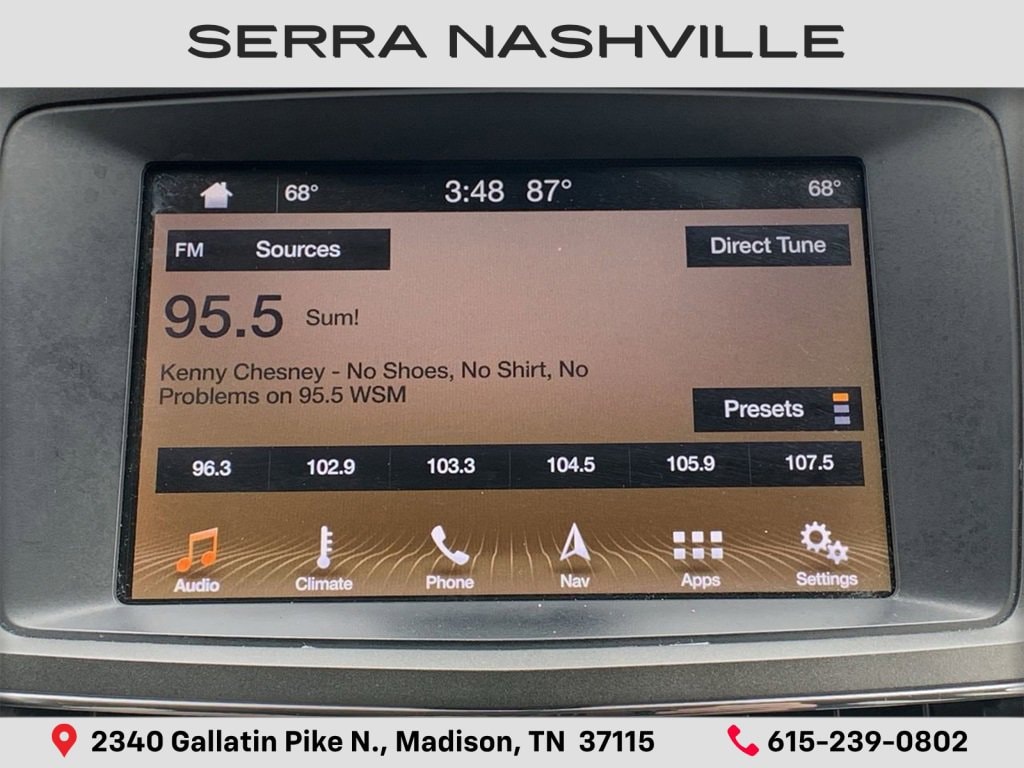 SERRA NASHVILLE
68° 3:48 87° 68°
FM Sources Direct Tune
95.5 Sum!
Kenny Chesney - No Shoes, No Shirt, No
Problems on 95.5 WSM
Presets
96.3 102.9 103.3 104.5 105.9 107.5
Audio Climate Phone Nav Apps Settings
2340 Gallatin Pike N., Madison, TN 37115 615-239-0802